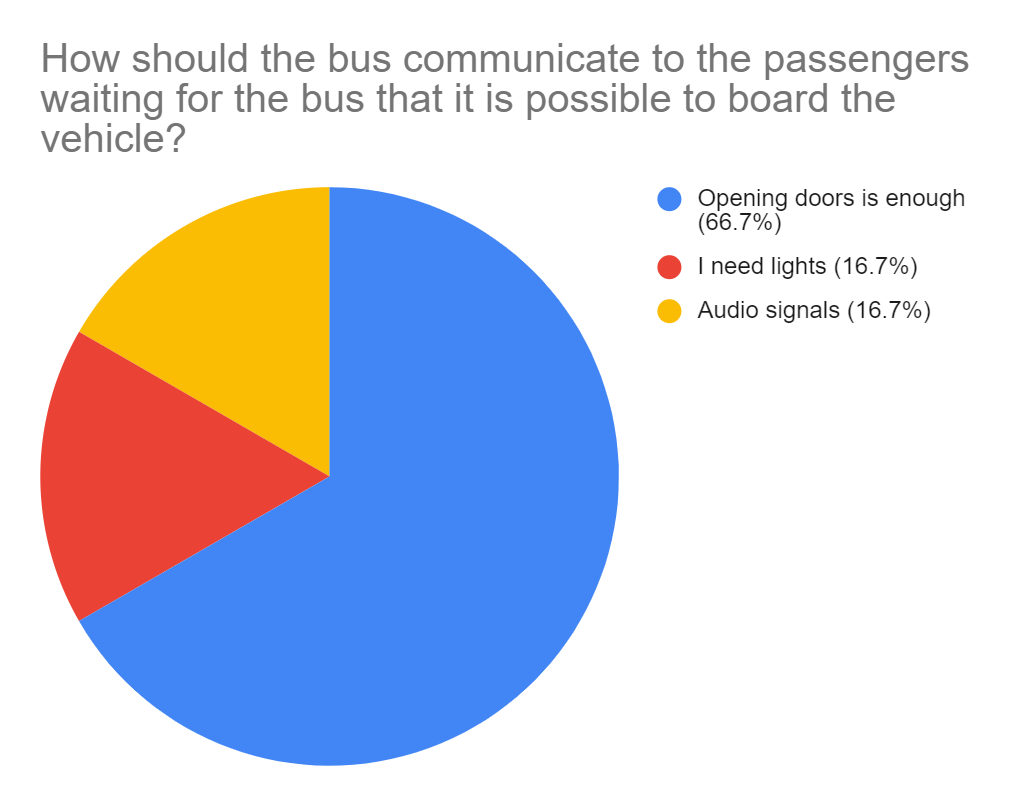 How should the bus communicate to the passengers
waiting for the bus that it is possible to board the
vehicle?
Opening doors is enough
(66.7%)
I need lights (16.7%)
Audio signals (16.7%)